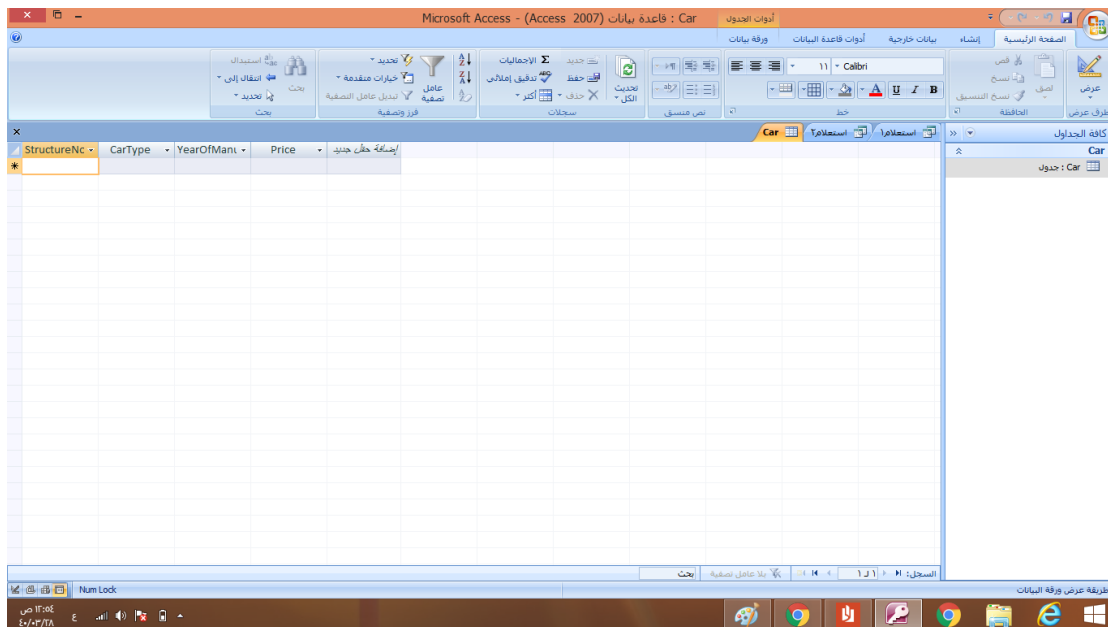 Car : قاعدة بيانات (Access 2007) - Microsoft Access
أدوات الجدول
الصفحة الرئيسية
إنشاء
بيانات خارجية
أدوات قاعدة البيانات
ورقة بيانات
عرض
طرق عرض
لصق
قص
نسخ
نسخ التنسيق
الحافظة
Calibri
١١
B I U A
خط
نص منسق
تحديث الكل
جديد
حفظ
حذف
الإجماليات
تدقيق إملائي
أكثر
سجلات
عامل تصفية
تحديد
خيارات متقدمة
تبديل عامل التصفية
فرز وتصفية
بحث
استبدال
انتقال إلى
تحديد
بحث
كافة الجداول
Car
Car : جدول
استعلام١
استعلام٢
Car
StructureNo CarType YearOfManu Price إضافة حقل جديد
السجل: ١ لـ ١ بلا عامل تصفية بحث
طريقة عرض ورقة البيانات
Num Lock
ع
١٢:٠٤ ص
٤٠/٠٣/٢٨